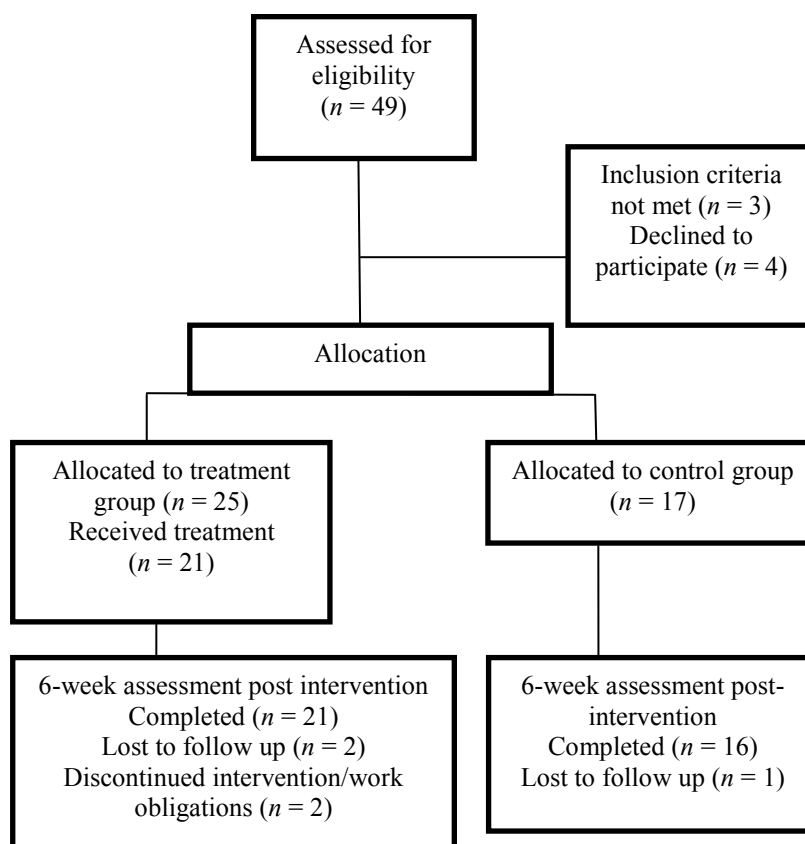 Assessed for
eligibility
(n = 49)
Inclusion criteria
not met (n = 3)
Declined to
participate (n = 4)
Allocation
Allocated to treatment
group (n = 25)
Received treatment
(n = 21)
Allocated to control group
(n = 17)
6-week assessment post intervention
Completed (n = 21)
Lost to follow up (n = 2)
Discontinued intervention/work
obligations (n = 2)
6-week assessment post-
intervention
Completed (n = 16)
Lost to follow up (n = 1)